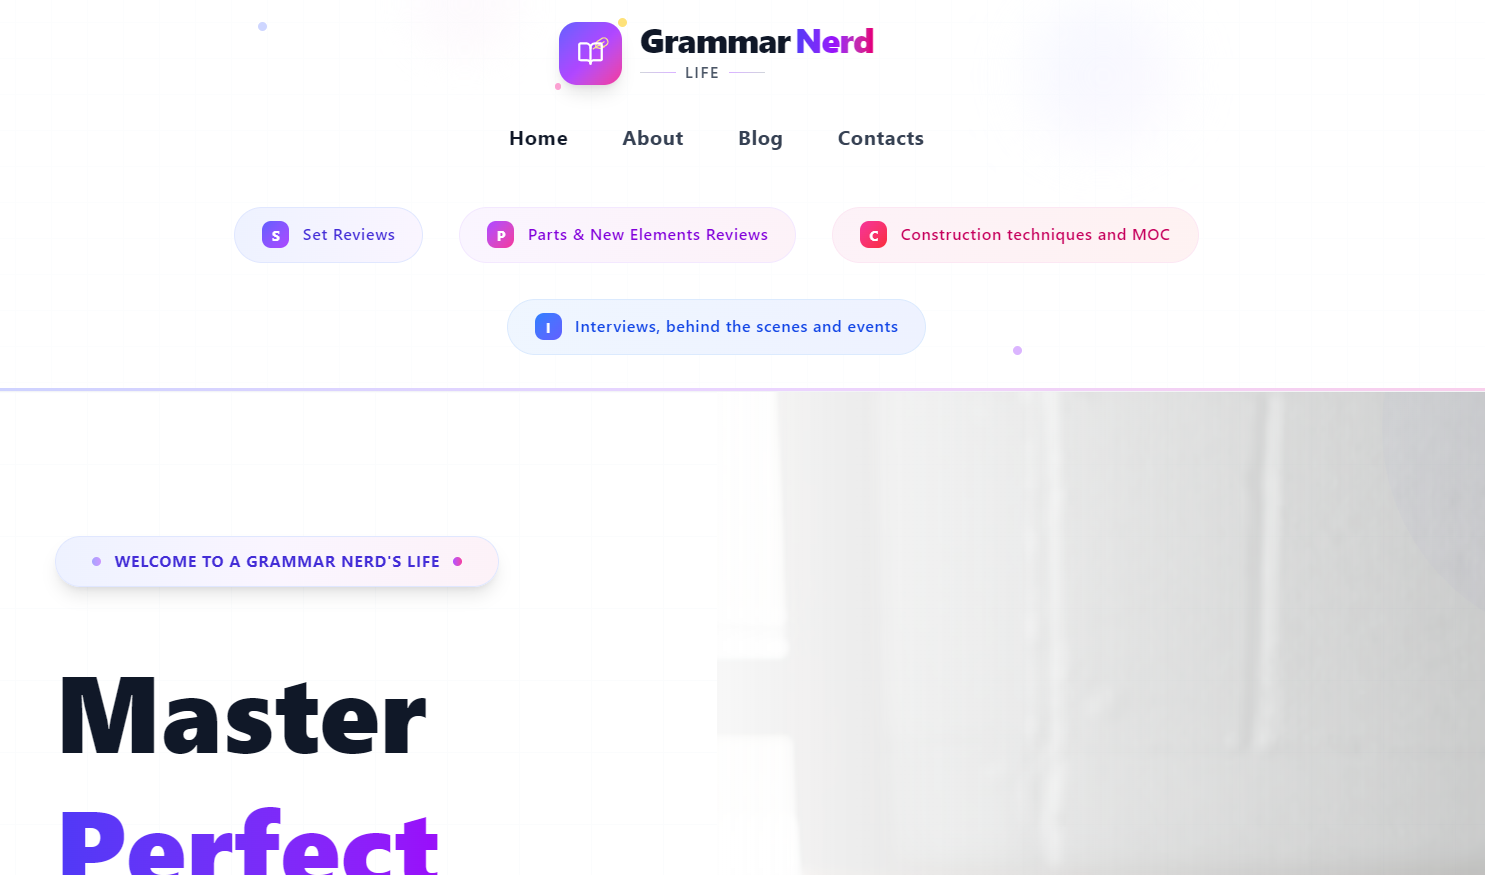 Grammar Nerd
LIFE
Home About Blog Contacts
S Set Reviews P Parts & New Elements Reviews C Construction techniques and MOC
I Interviews, behind the scenes and events
WELCOME TO A GRAMMAR NERD'S LIFE
Master
Perfect